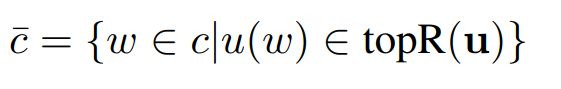 c̄ = {w ∈ c|u(w) ∈ topR(𝐮)}